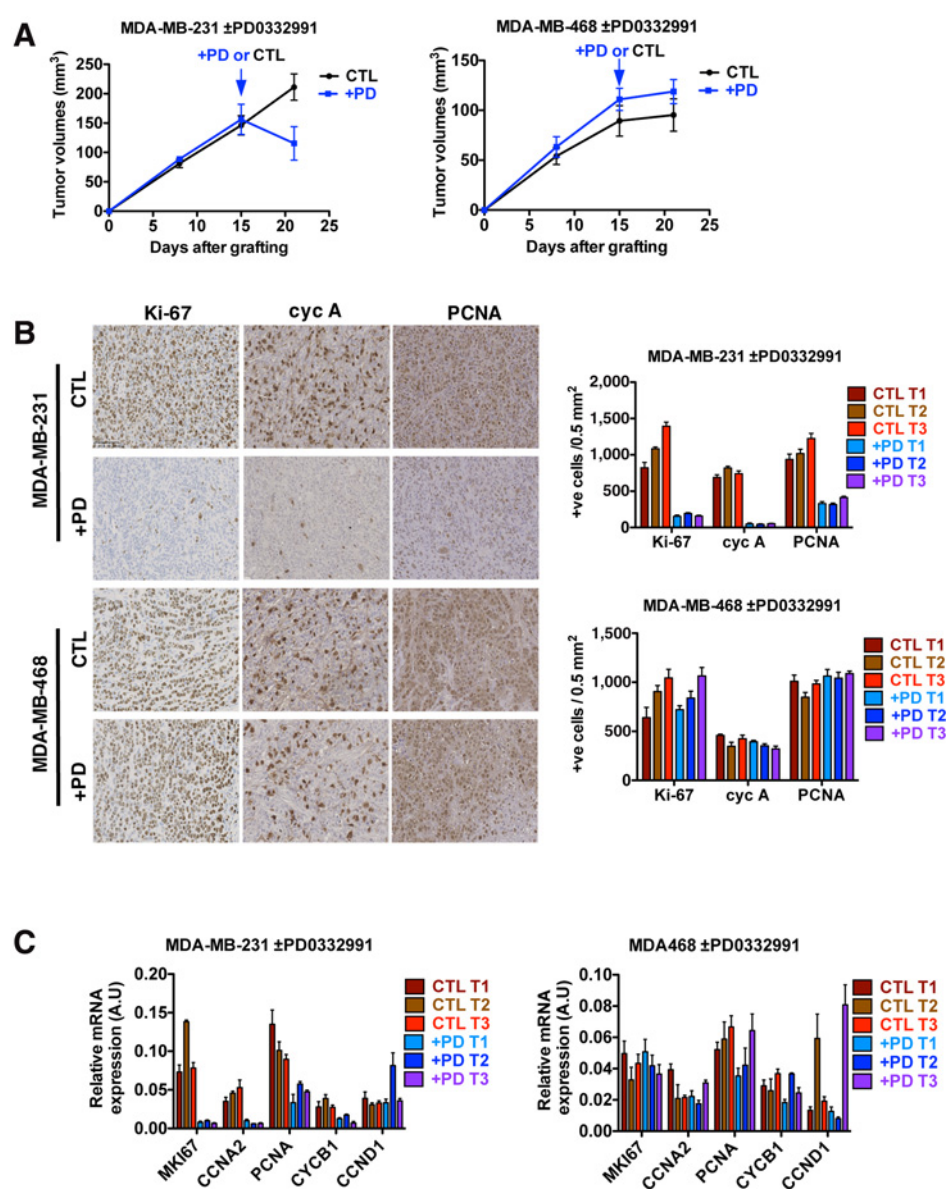 A
MDA-MB-231 ±PD0332991
+PD or CTL
CTL
+PD
Tumor volumes (mm3)
250
200
150
100
50
0
0 5 10 15 20 25
Days after grafting
MDA-MB-468 ±PD0332991
+PD or CTL
CTL
+PD
Tumor volumes (mm3)
150
100
50
0
0 5 10 15 20 25
Days after grafting
B
Ki-67 cyc A PCNA
MDA-MB-231
CTL
+PD
MDA-MB-468
CTL
+PD
MDA-MB-231 ±PD0332991
+ve cells /0.5 mm2
2,000
1,500
1,000
500
0
Ki-67 cyc A PCNA
CTL T1
CTL T2
CTL T3
+PD T1
+PD T2
+PD T3
MDA-MB-468 ±PD0332991
+ve cells / 0.5 mm2
1,500
1,000
500
0
Ki-67 cyc A PCNA
CTL T1
CTL T2
CTL T3
+PD T1
+PD T2
+PD T3
C
MDA-MB-231 ±PD0332991
Relative mRNA
expression (A.U)
0.20
0.15
0.10
0.05
0.00
MKI67 CCNA2 PCNA CYCB1 CCND1
CTL T1
CTL T2
CTL T3
+PD T1
+PD T2
+PD T3
MDA468 ±PD0332991
Relative mRNA
expression (A.U)
0.10
0.08
0.06
0.04
0.02
0.00
MKI67 CCNA2 PCNA CYCB1 CCND1
CTL T1
CTL T2
CTL T3
+PD T1
+PD T2
+PD T3